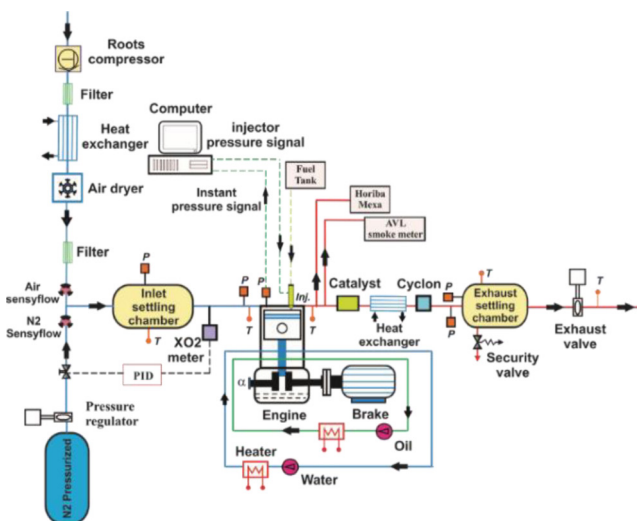 Roots
compressor
Filter
Computer
Heat
exchanger
injector
pressure signal
Fuel
Tank
Air dryer
Instant
pressure signal
Horiba
Mexa
AVL
smoke meter
Filter
P
P
P
Inj.
Catalyst
Cyclon
P
T
Air
sensyflow
Inlet
settling
chamber
Exhaust
settling
chamber
T
N2
Sensyflow
T
T
T
P
Heat
exchanger
Exhaust
valve
XO2
meter
Security
valve
PID
α
Engine
Brake
Pressure
regulator
Oil
Heater
Water
N2 Pressurized